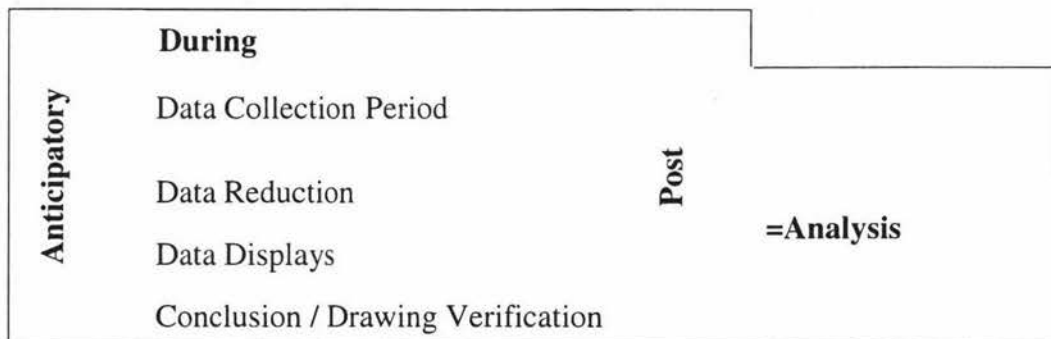 During
Anticipatory
Data Collection Period
Post
Data Reduction
=Analysis
Data Displays
Conclusion / Drawing Verification